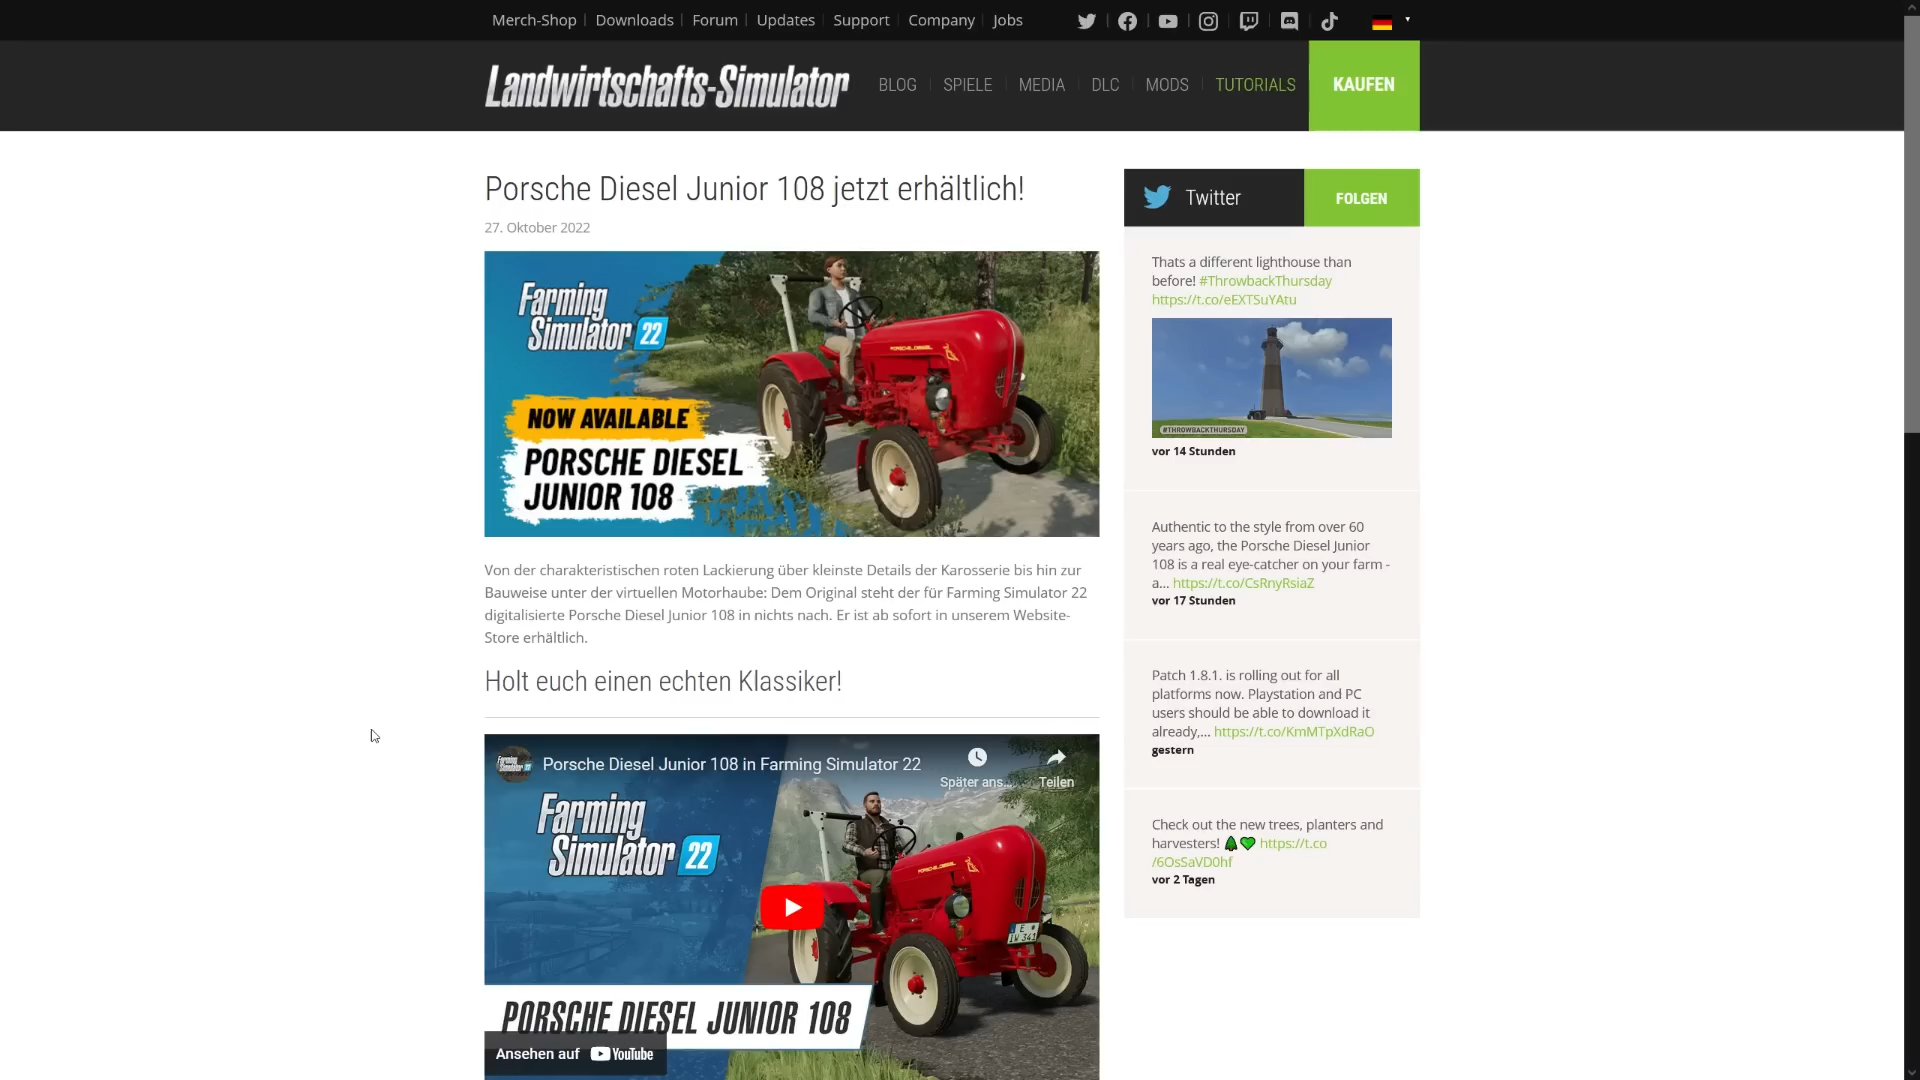 Merch-Shop Downloads Forum Updates Support Company Jobs
Landwirtschafts-Simulator BLOG SPIELE MEDIA DLC MODS TUTORIALS KAUFEN
Porsche Diesel Junior 108 jetzt erhältlich!
27. Oktober 2022
Farming
Simulator 22
PORSCHE-DIESEL
NOW AVAILABLE
PORSCHE DIESEL
JUNIOR 108
Von der charakteristischen roten Lackierung über kleinste Details der Karosserie bis hin zur
Bauweise unter der virtuellen Motorhaube: Dem Original steht der für Farming Simulator 22
digitalisierte Porsche Diesel Junior 108 in nichts nach. Er ist ab sofort in unserem Website-
Store erhältlich.
Holt euch einen echten Klassiker!
Porsche Diesel Junior 108 in Farming Simulator 22
Später ans...
Teilen
Farming
Simulator 22
PORSCHE-DIESEL
E
IW 341
PORSCHE DIESEL JUNIOR 108
Ansehen auf YouTube
Twitter FOLGEN
Thats a different lighthouse than
before! #ThrowbackThursday
https://t.co/eEXTSuYAtu
#THROWBACKTHURSDAY
vor 14 Stunden
Authentic to the style from over 60
years ago, the Porsche Diesel Junior
108 is a real eye-catcher on your farm -
a... https://t.co/CsRnyRsiaZ
vor 17 Stunden
Patch 1.8.1. is rolling out for all
platforms now. Playstation and PC
users should be able to download it
already,... https://t.co/KmMTpXdRaO
gestern
Check out the new trees, planters and
harvesters! 🌲💚 https://t.co
/6OsSaVD0hf
vor 2 Tagen